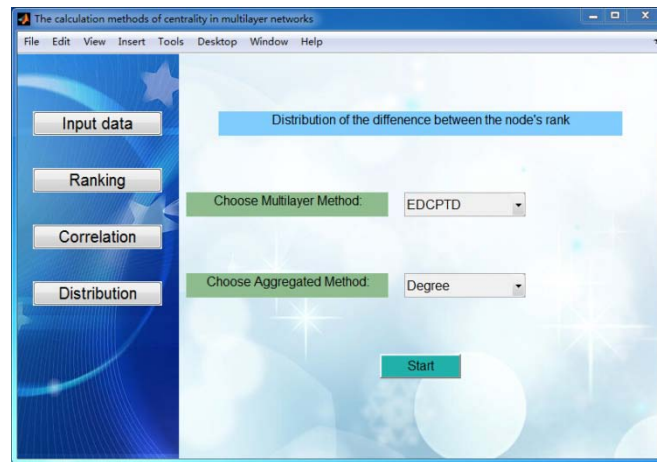 The calculation methods of centrality in multilayer networks
File Edit View Insert Tools Desktop Window Help
Input data
Distribution of the diffenence between the node's rank
Ranking
Choose Multilayer Method: EDCPTD
Correlation
Choose Aggregated Method: Degree
Distribution
Start